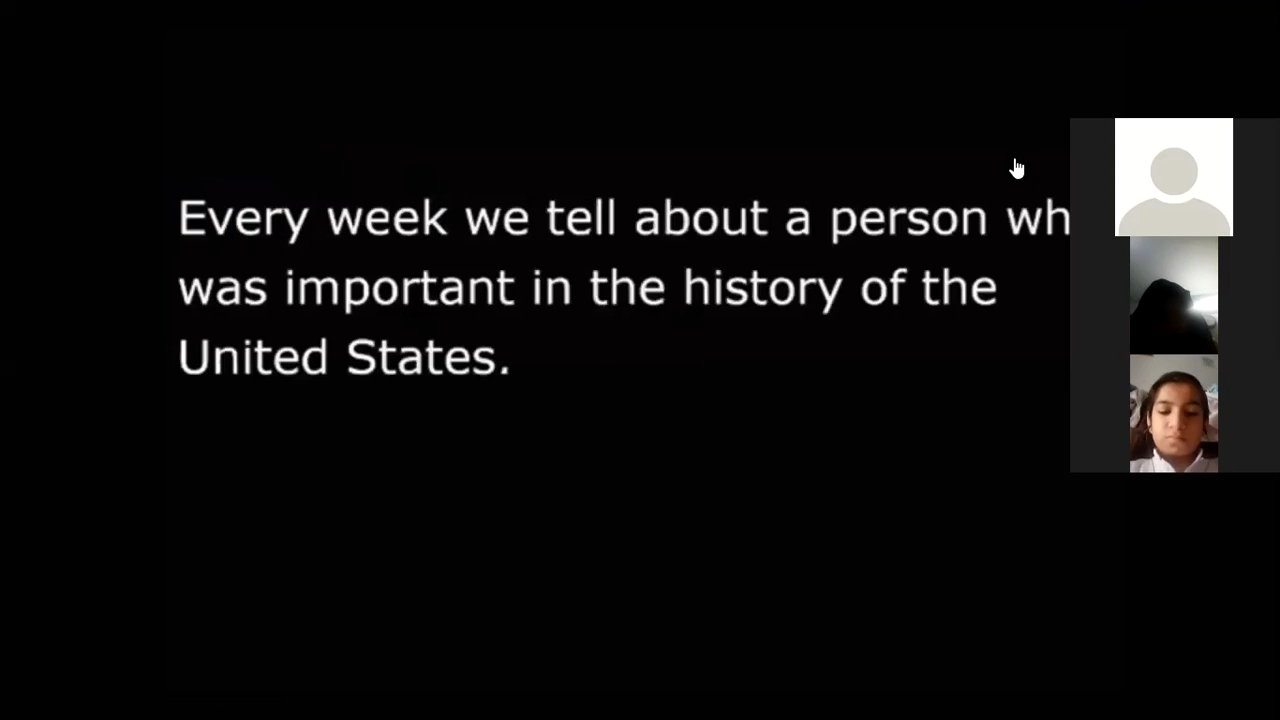 Every week we tell about a person wh
was important in the history of the
United States.